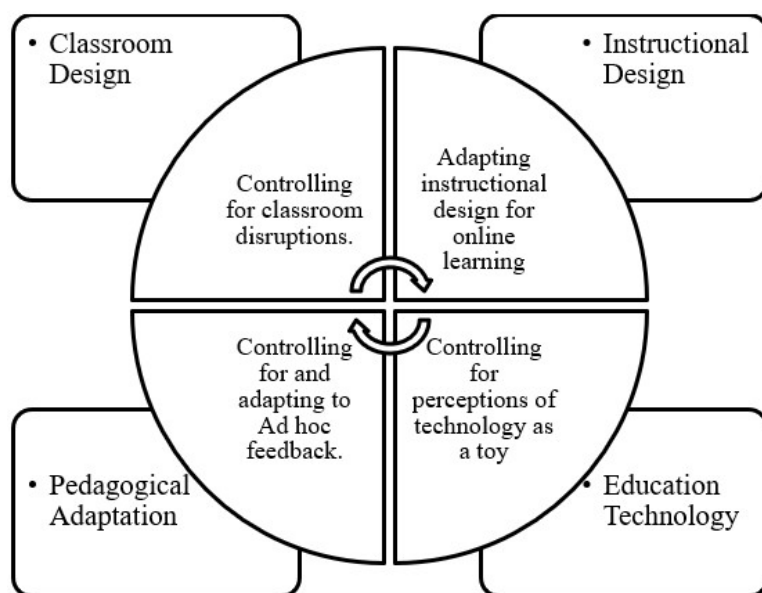 • Classroom
Design
• Instructional
Design
Controlling
for classroom
disruptions.
Adapting
instructional
design for
online
learning
Controlling
for and
adapting to
Ad hoc
feedback.
Controlling
for
perceptions of
technology as
a toy
• Pedagogical
Adaptation
• Education
Technology